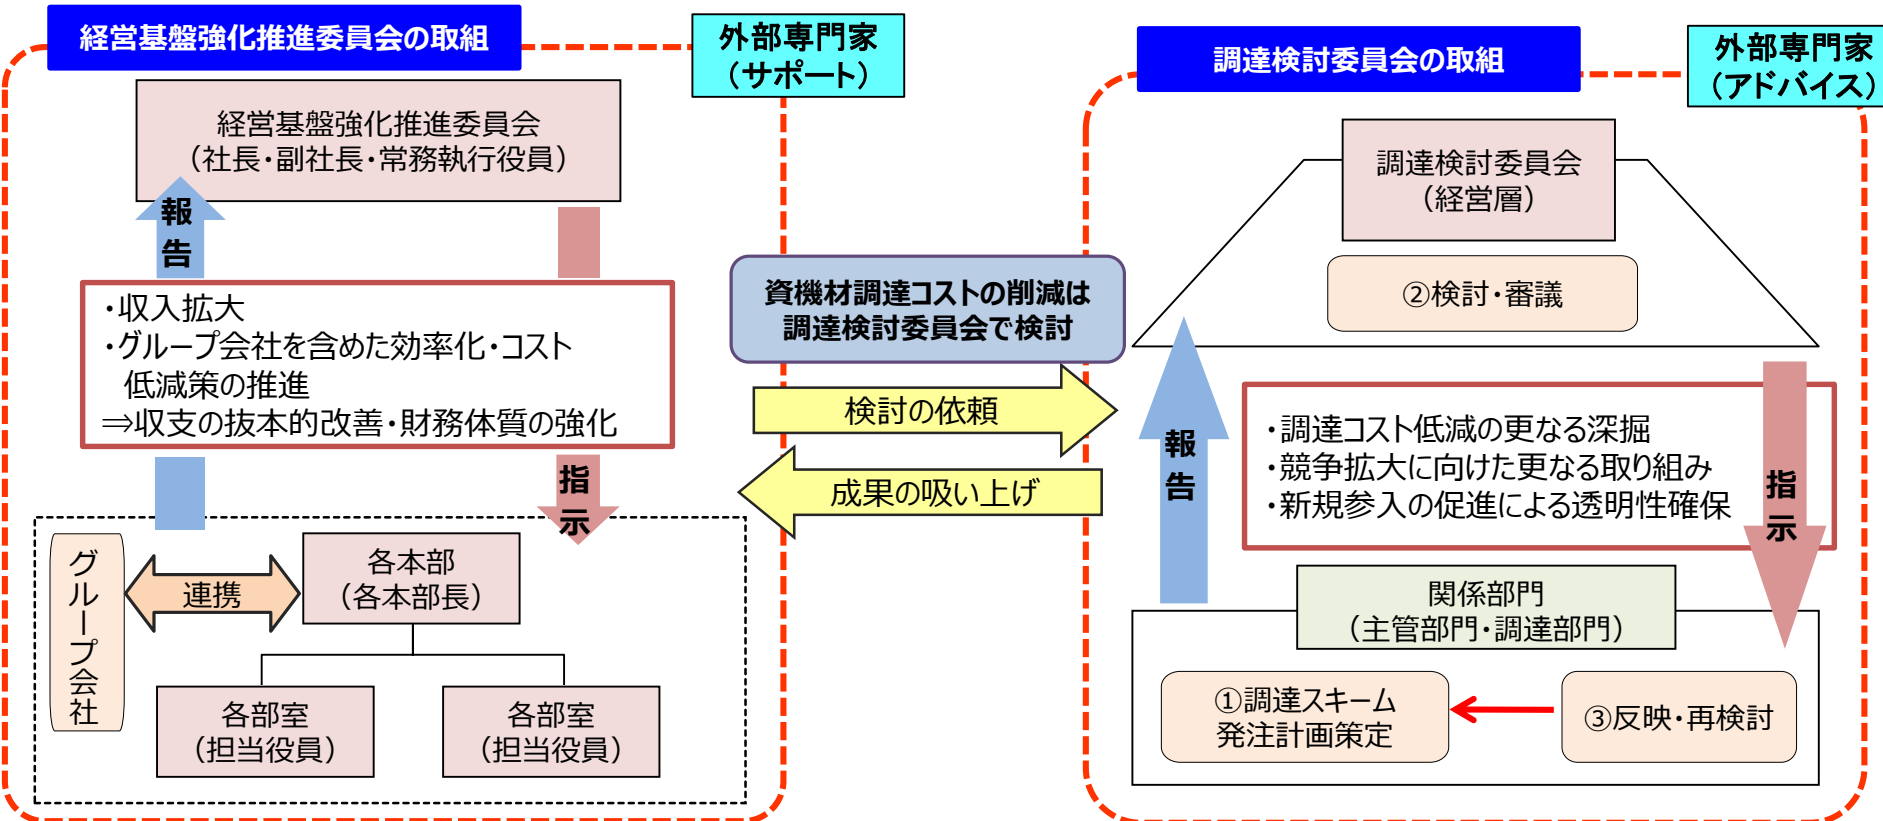 経営基盤強化推進委員会の取組
外部専門家
（サポート）
経営基盤強化推進委員会
（社長・副社長・常務執行役員）
報
告
・収入拡大
・グループ会社を含めた効率化・コスト
低減策の推進
⇒収支の抜本的改善・財務体質の強化
指
示
グループ会社
連携
各本部
（各本部長）
各部室
（担当役員）
各部室
（担当役員）
資機材調達コストの削減は
調達検討委員会で検討
検討の依頼
成果の吸い上げ
調達検討委員会の取組
外部専門家
（アドバイス）
調達検討委員会
（経営層）
②検討・審議
報
告
・調達コスト低減の更なる深掘
・競争拡大に向けた更なる取り組み
・新規参入の促進による透明性確保
指
示
関係部門
（主管部門・調達部門）
①調達スキーム
発注計画策定
③反映・再検討